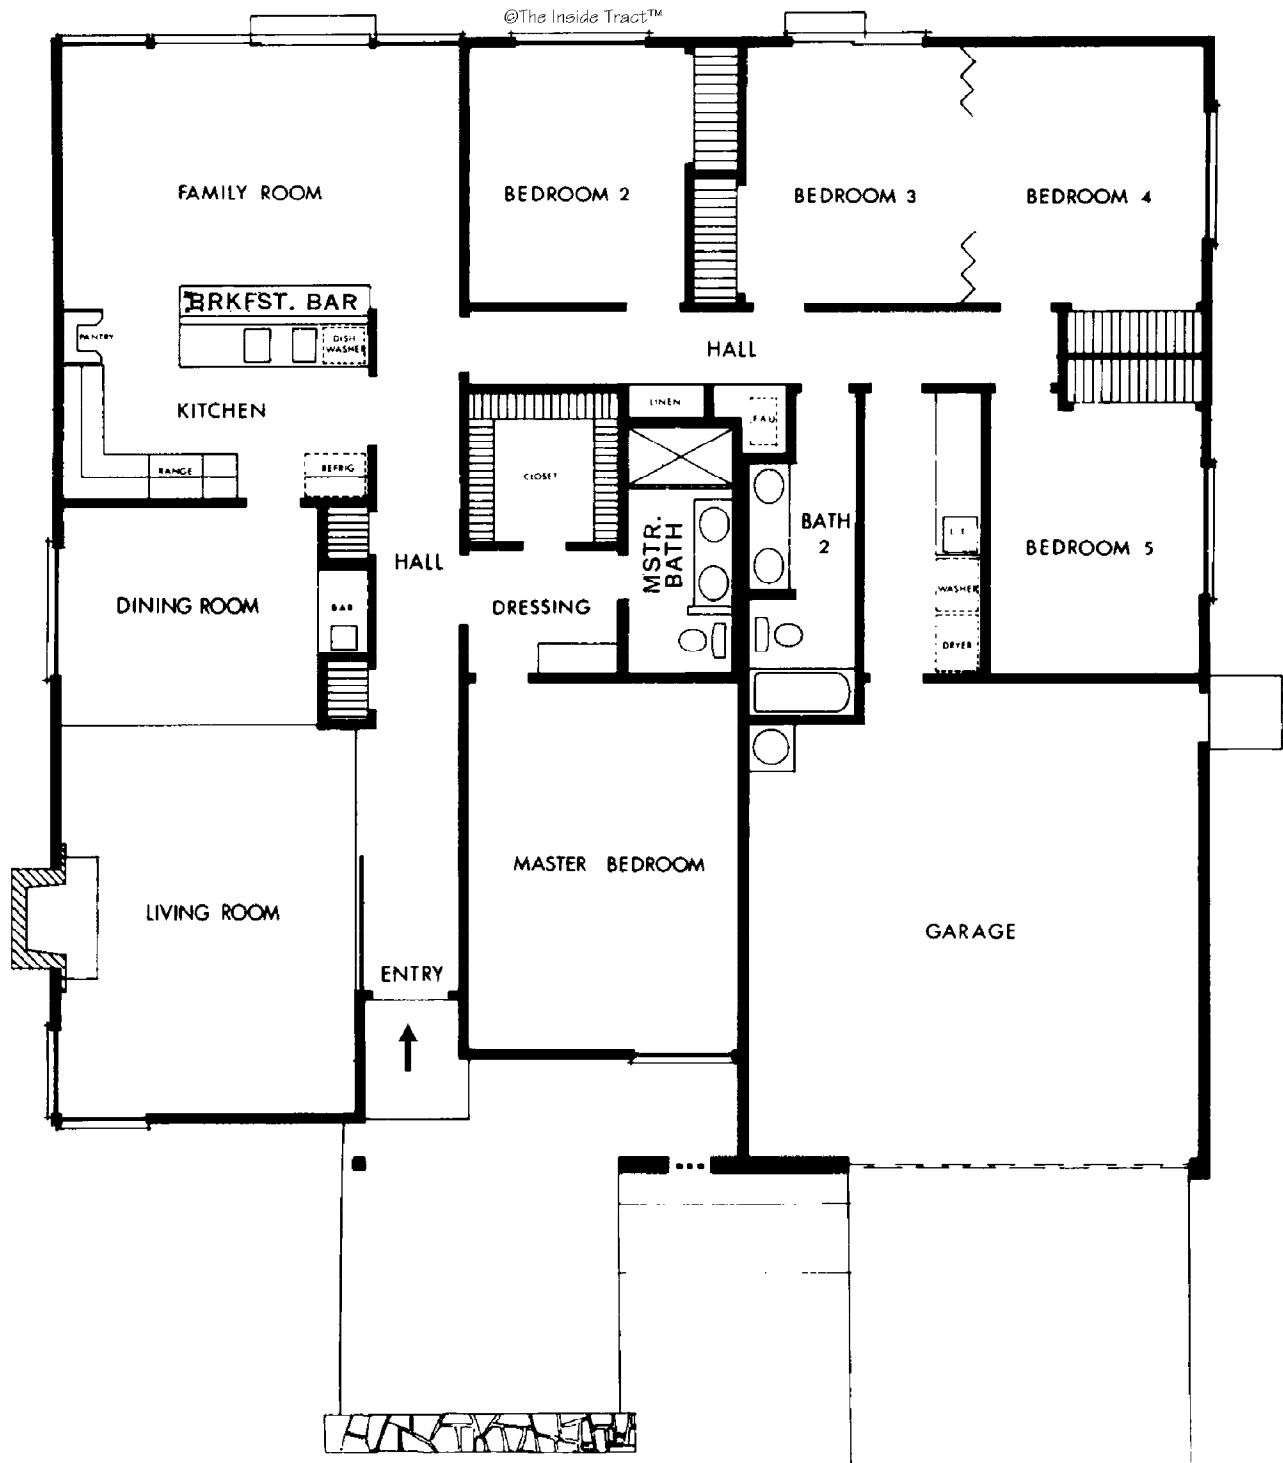 ©The Inside Tract™
FAMILY ROOM
BEDROOM 2
BEDROOM 3
BEDROOM 4
BRKFST. BAR
PANTRY
DISH
WASHER
HALL
KITCHEN
LINEN
FAU
RANGE
REFRIG
CLOSET
MSTR.
BATH
BATH
2
L.T.
BEDROOM 5
HALL
WASHER
DINING ROOM
BAR
DRESSING
DRYER
MASTER BEDROOM
LIVING ROOM
GARAGE
ENTRY